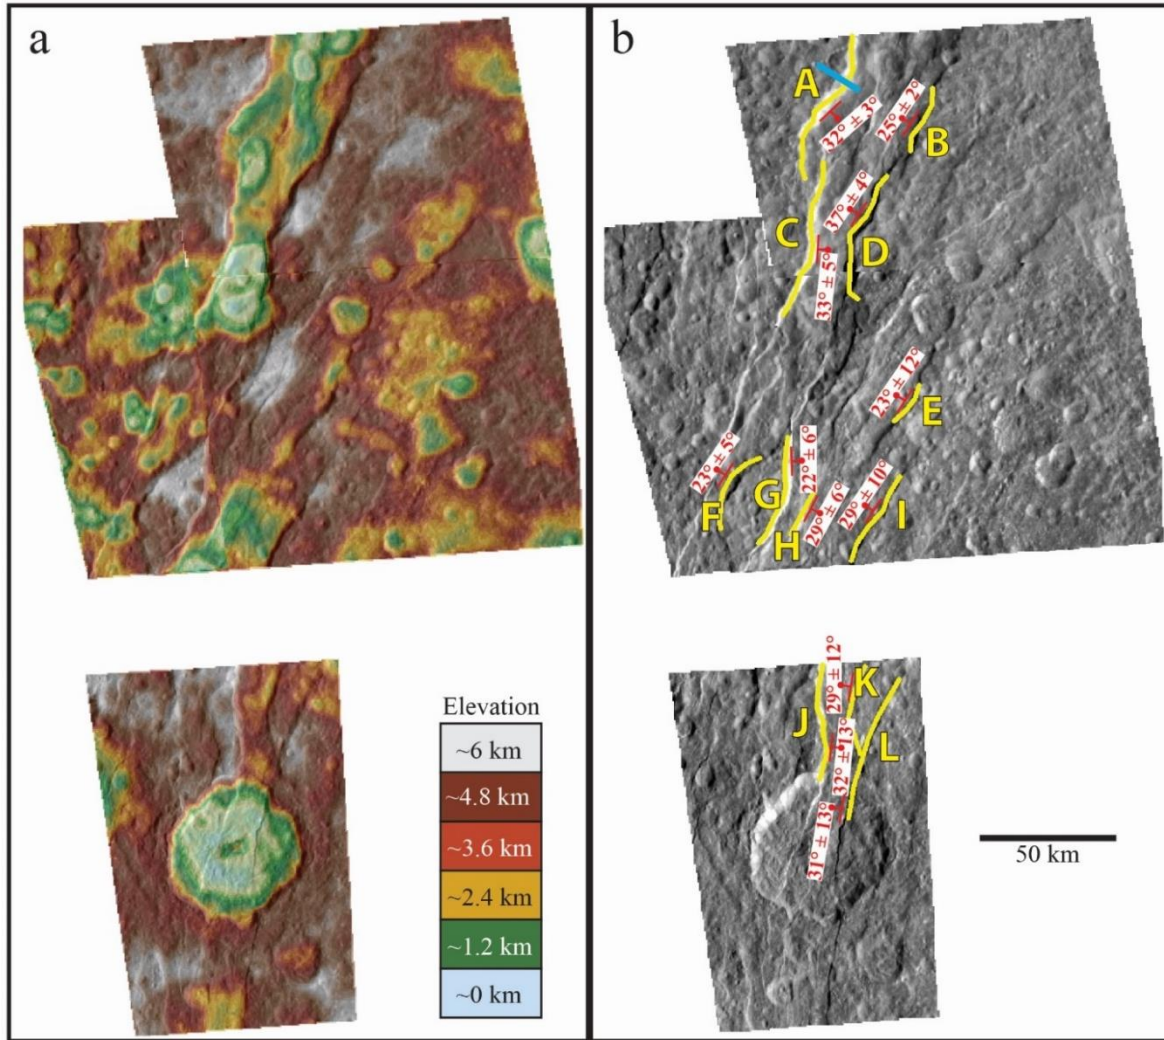 a
Elevation
~6 km
~4.8 km
~3.6 km
~2.4 km
~1.2 km
~0 km
b
A
32° ± 3°
25° ± 2°
B
C
37° ± 4°
D
33° ± 5°
23° ± 12°
E
23° ± 5°
F
G
22° ± 6°
H
29° ± 6°
29° ± 10°
I
29° ± 12°
K
J
32° ± 13°
L
31° ± 13°
50 km